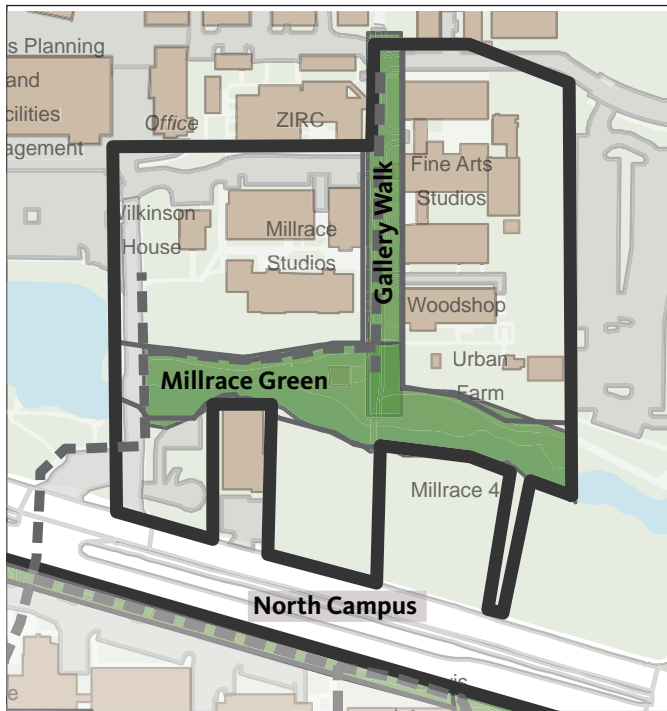 s Planning
and
cilities
agement
Office
ZIRC
Fine Arts
Studios
Wilkinson
House
Millrace
Studios
Gallery Walk
Woodshop
Urban
Farm
Millrace Green
Millrace 4
North Campus
e